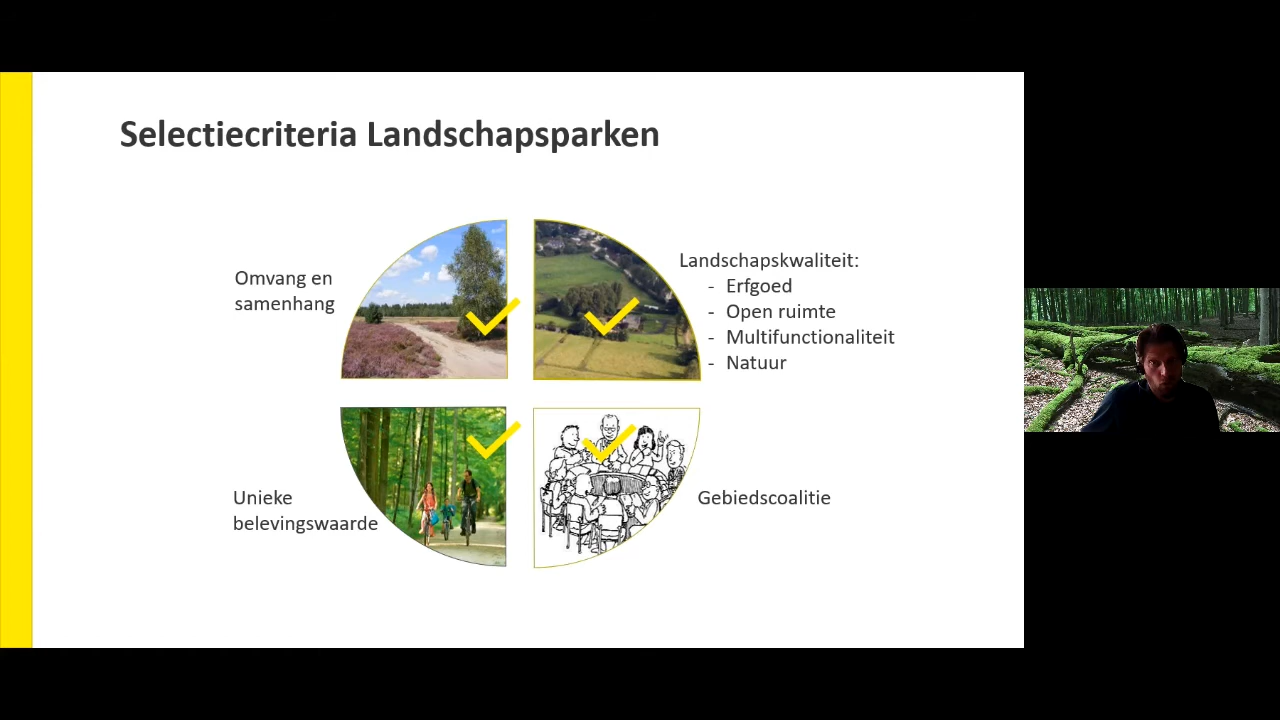 Selectiecriteria Landschapsparken
Omvang en
samenhang
Landschapskwaliteit:
- Erfgoed
- Open ruimte
- Multifunctionaliteit
- Natuur
Unieke
belevingswaarde
Gebiedscoalitie